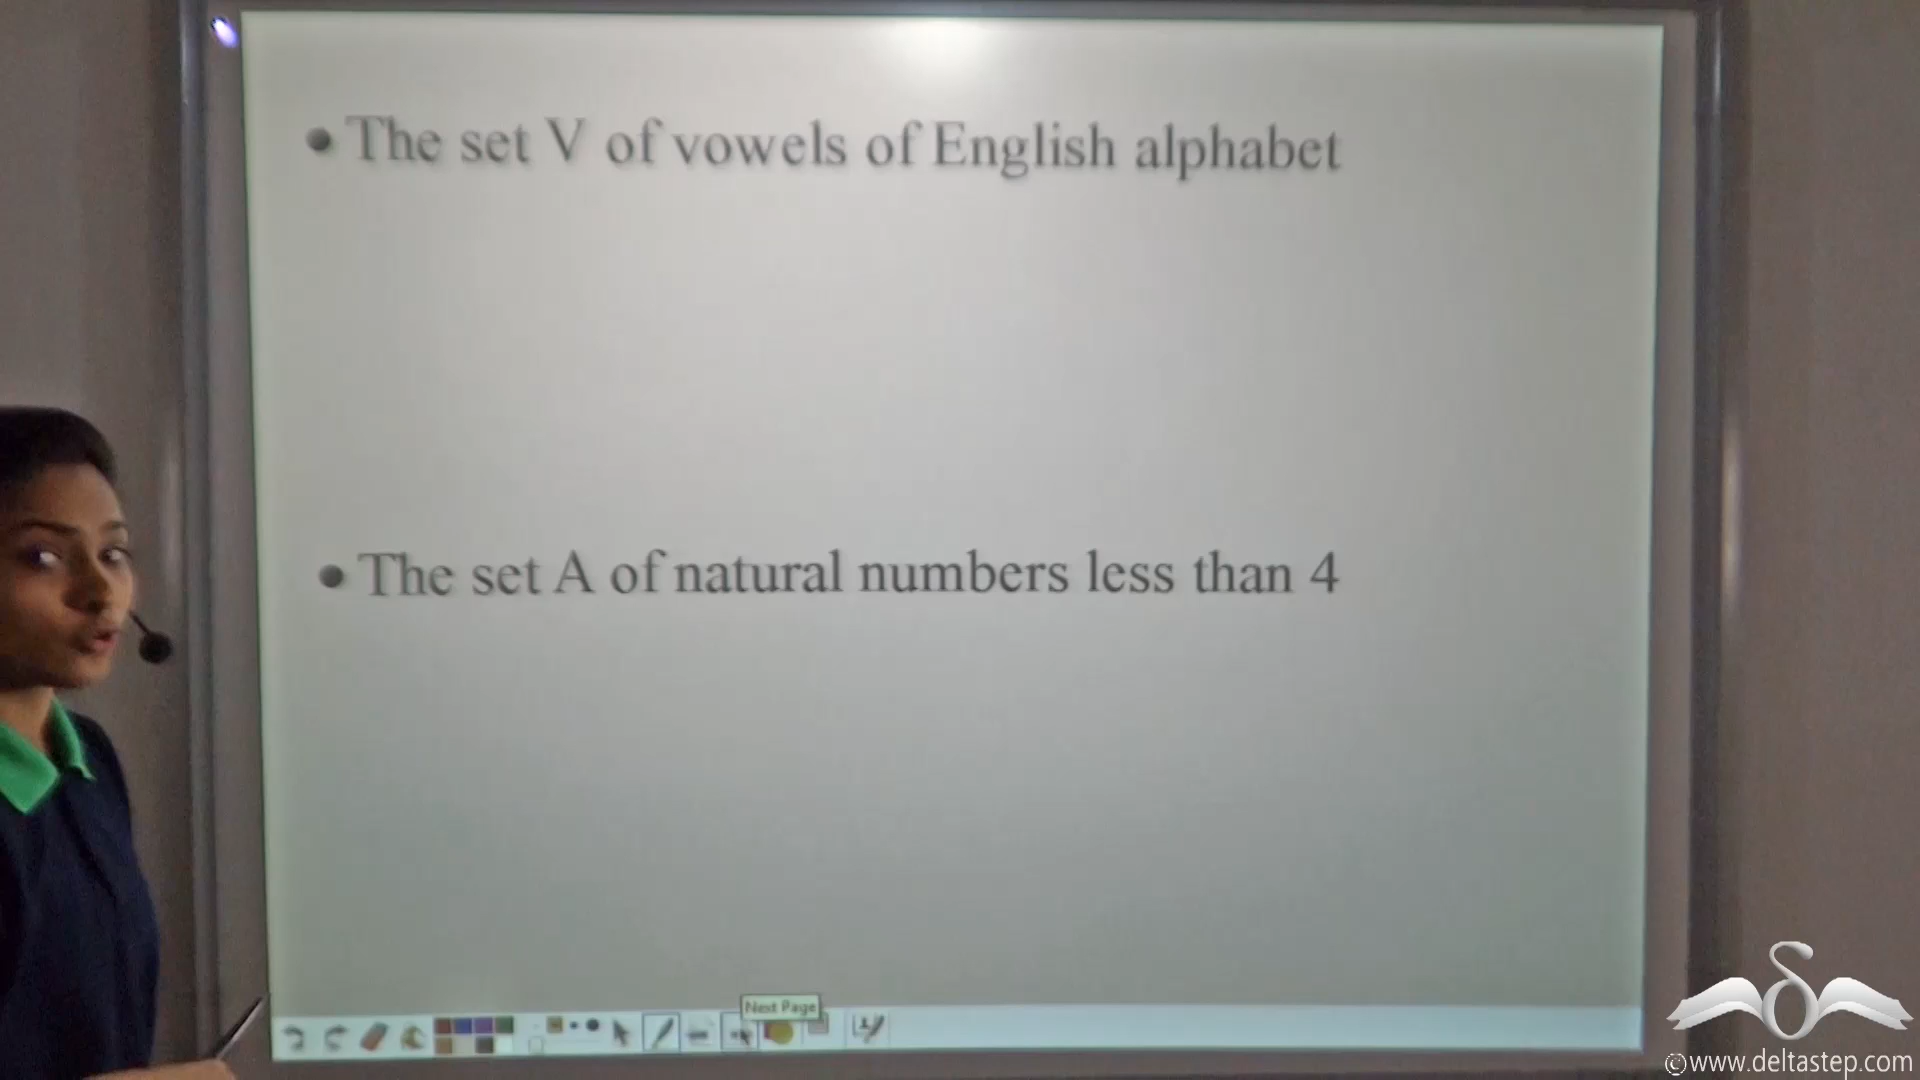 • The set V of vowels of English alphabet
• The set A of natural numbers less than 4
Next Page
©www.deltastep.com